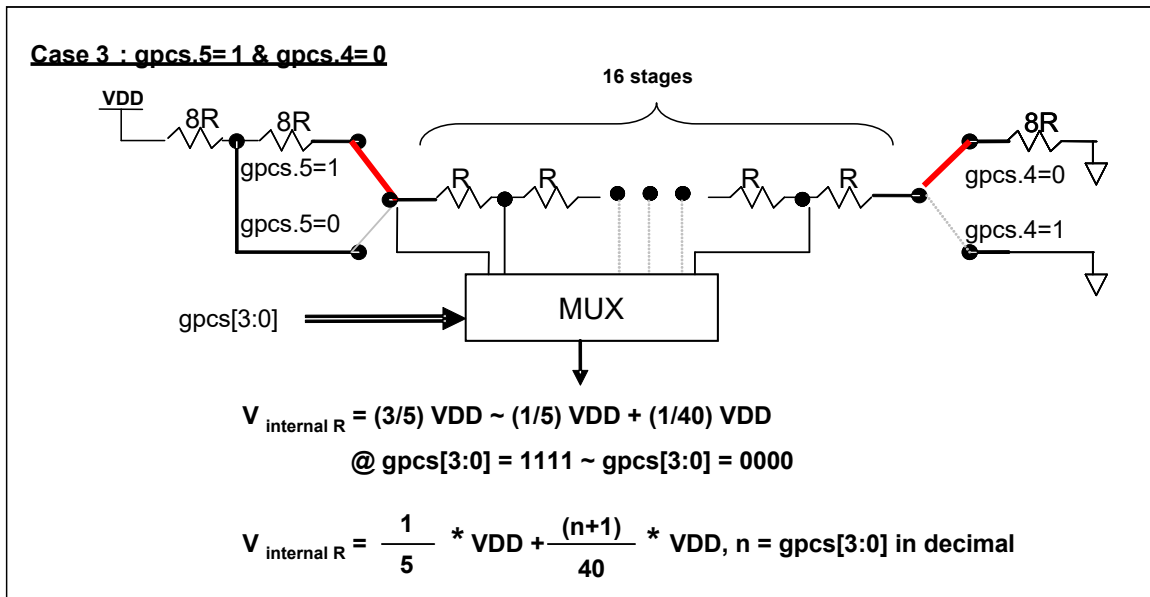 Case 3 : gpcs.5= 1 & gpcs.4= 0
16 stages
VDD
8R 8R 8R
gpcs.5=1
R R R R
gpcs.4=0
gpcs.5=0
gpcs.4=1
MUX
gpcs[3:0]
V internal R = (3/5) VDD ~ (1/5) VDD + (1/40) VDD
@ gpcs[3:0] = 1111 ~ gpcs[3:0] = 0000
V internal R = 1/5 * VDD + (n+1)/40 * VDD, n = gpcs[3:0] in decimal